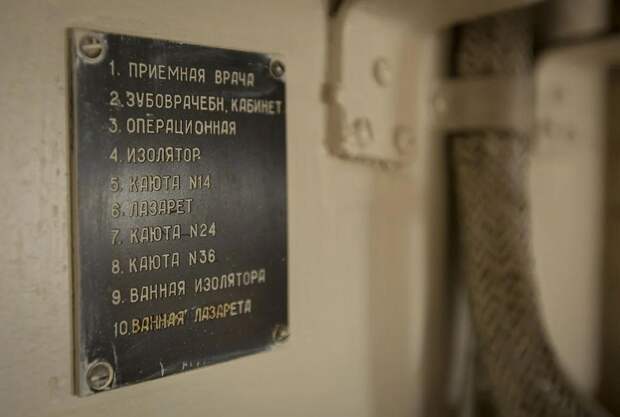 1. ПРИЕМНАЯ ВРАЧА
2. ЗУБОВРАЧЕБН. КАБИНЕТ
3. ОПЕРАЦИОННАЯ
4. ИЗОЛЯТОР
5. КАЮТА N14
6. ЛАЗАРЕТ
7. КАЮТА N24
8. КАЮТА N36
9. ВАННАЯ ИЗОЛЯТОРА
10. ВАННАЯ ЛАЗАРЕТА